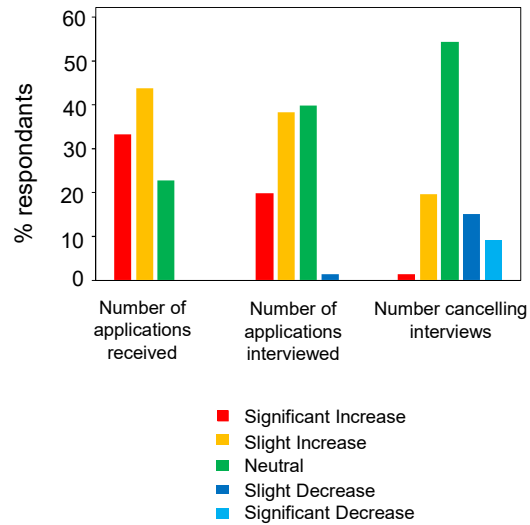 % respondants
60
50
40
30
20
10
0
Number of
applications
received
Number of
applications
interviewed
Number cancelling
interviews
Significant Increase
Slight Increase
Neutral
Slight Decrease
Significant Decrease